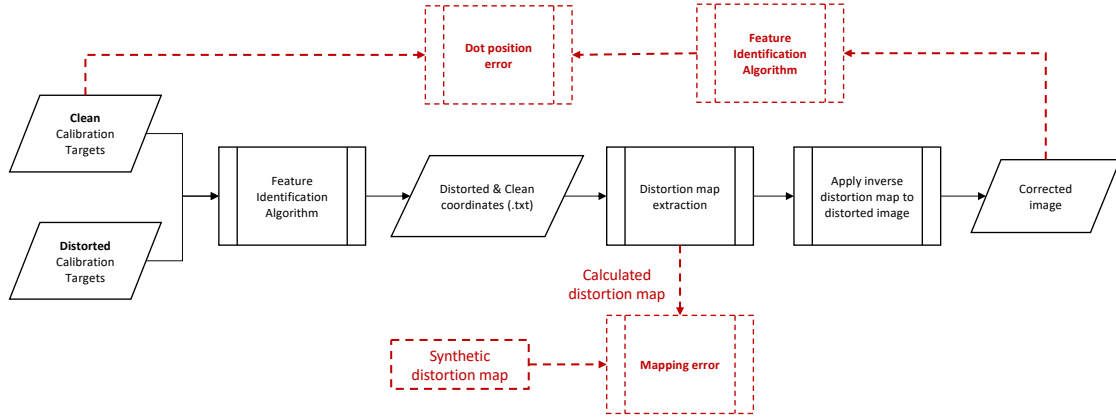 Dot position
error
Feature
Identification
Algorithm
Clean
Calibration
Targets
Feature
Identification
Algorithm
Distorted & Clean
coordinates (.txt)
Distortion map
extraction
Apply inverse
distortion map to
distorted image
Corrected
image
Distorted
Calibration
Targets
Calculated
distortion map
Synthetic
distortion map
Mapping error